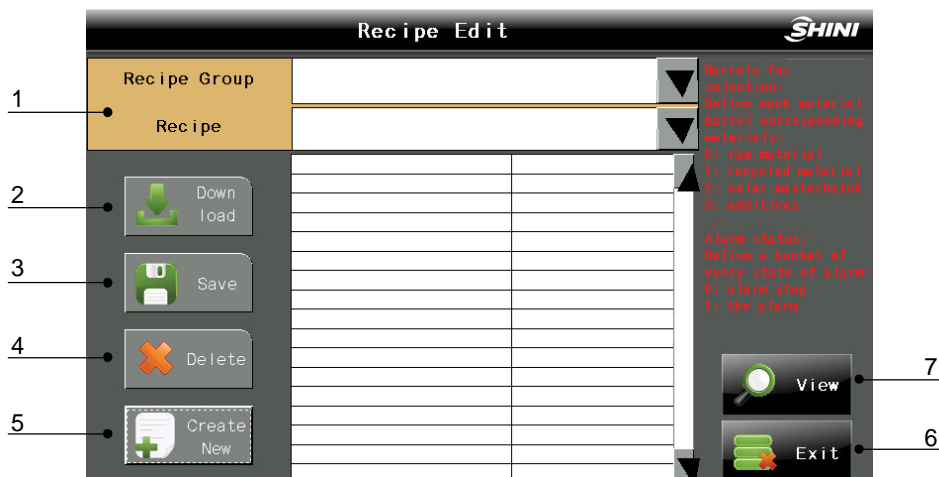 Recipe Edit
SHINI
1
Recipe Group
Recipe
Barrels for
selection:
Define each material
barrel corresponding
materials:
0: raw material
1: recycled material
2: color masterbatch
3: additives
Alarm status:
Define a bucket of
every state of alarm:
0: alarm stop
1: the alarm
2
Down
load
3
Save
4
Delete
5
Create
New
7
View
6
Exit